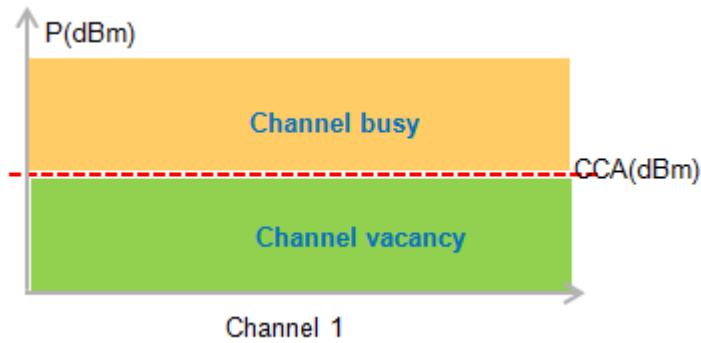 P(dBm)
Channel busy
CCA(dBm)
Channel vacancy
Channel 1